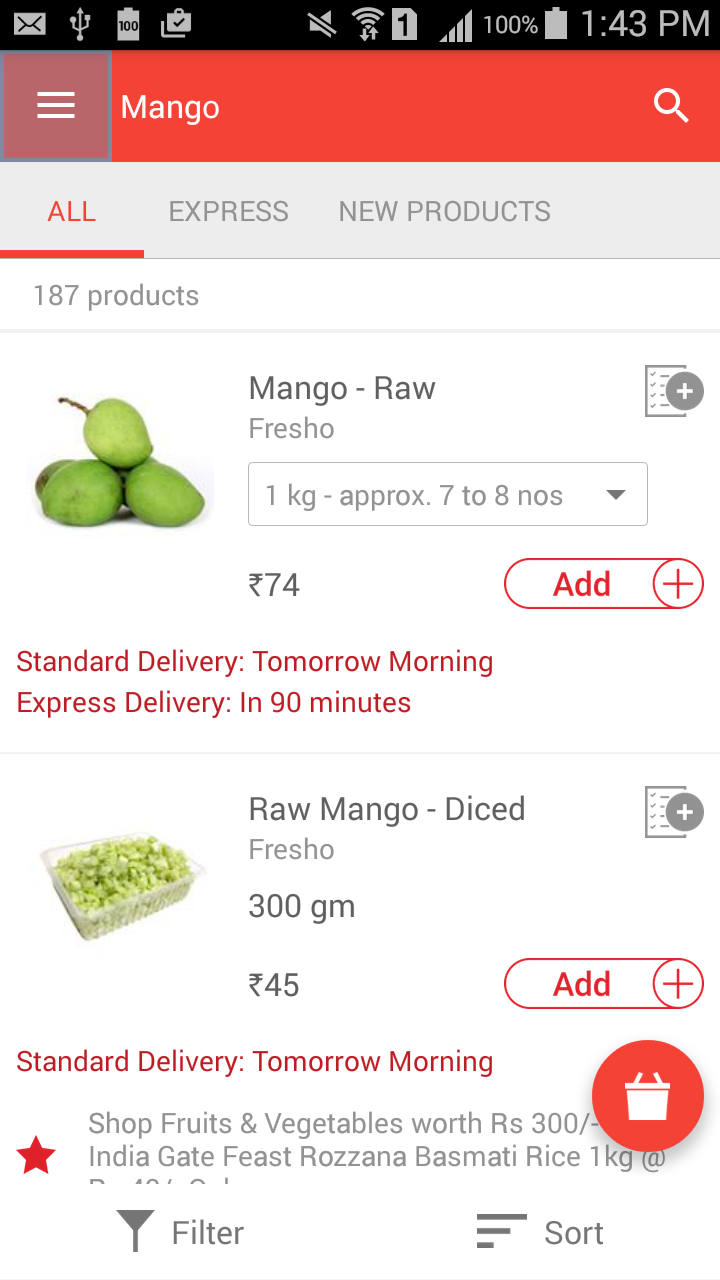 100
1
100%
1:43 PM
Mango
ALL
EXPRESS
NEW PRODUCTS
187 products
Mango - Raw
Fresho
1 kg - approx. 7 to 8 nos
₹74
Add
Standard Delivery: Tomorrow Morning
Express Delivery: In 90 minutes
Raw Mango - Diced
Fresho
300 gm
₹45
Add
Standard Delivery: Tomorrow Morning
Shop Fruits & Vegetables worth Rs 300/-
India Gate Feast Rozzana Basmati Rice 1kg @
Filter
Sort